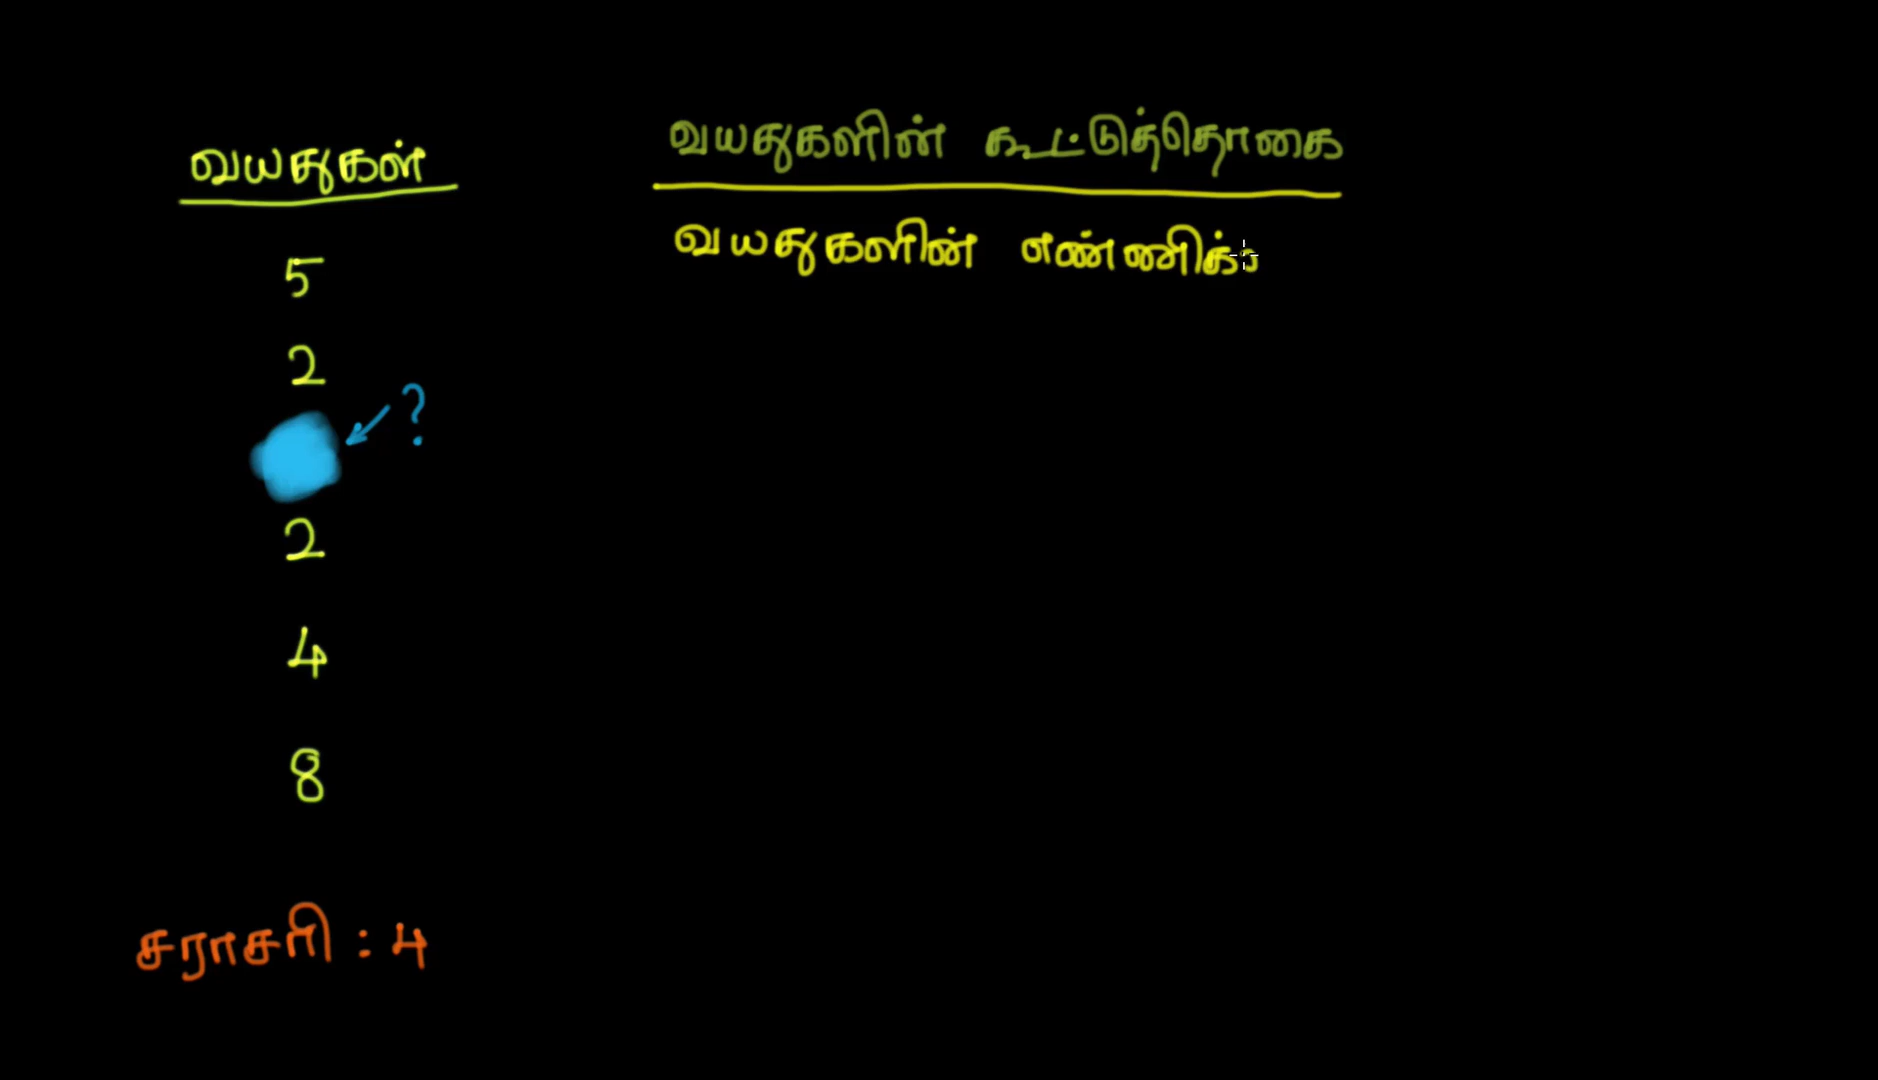 வயதுகள்
5
2
?
2
4
8
சராசரி : 4
வயதுகளின் கூட்டுத்தொகை
வயதுகளின் எண்ணிக்